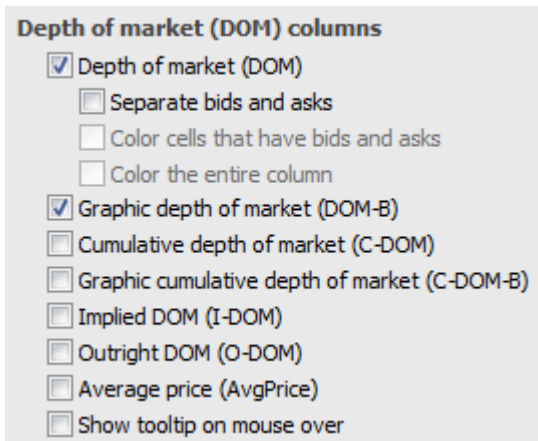 Depth of market (DOM) columns
Depth of market (DOM)
Separate bids and asks
Color cells that have bids and asks
Color the entire column
Graphic depth of market (DOM-B)
Cumulative depth of market (C-DOM)
Graphic cumulative depth of market (C-DOM-B)
Implied DOM (I-DOM)
Outright DOM (O-DOM)
Average price (AvgPrice)
Show tooltip on mouse over